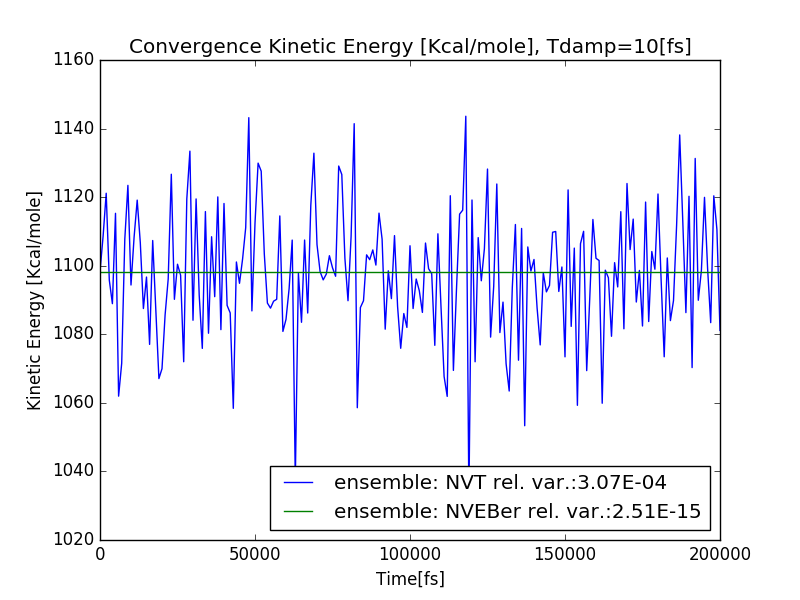 Convergence Kinetic Energy [Kcal/mole], Tdamp=10[fs]
Kinetic Energy [Kcal/mole]
1160
1140
1120
1100
1080
1060
1040
1020
ensemble: NVT rel. var.:3.07E-04
ensemble: NVEBer rel. var.:2.51E-15
0 50000 100000 150000 200000
Time[fs]